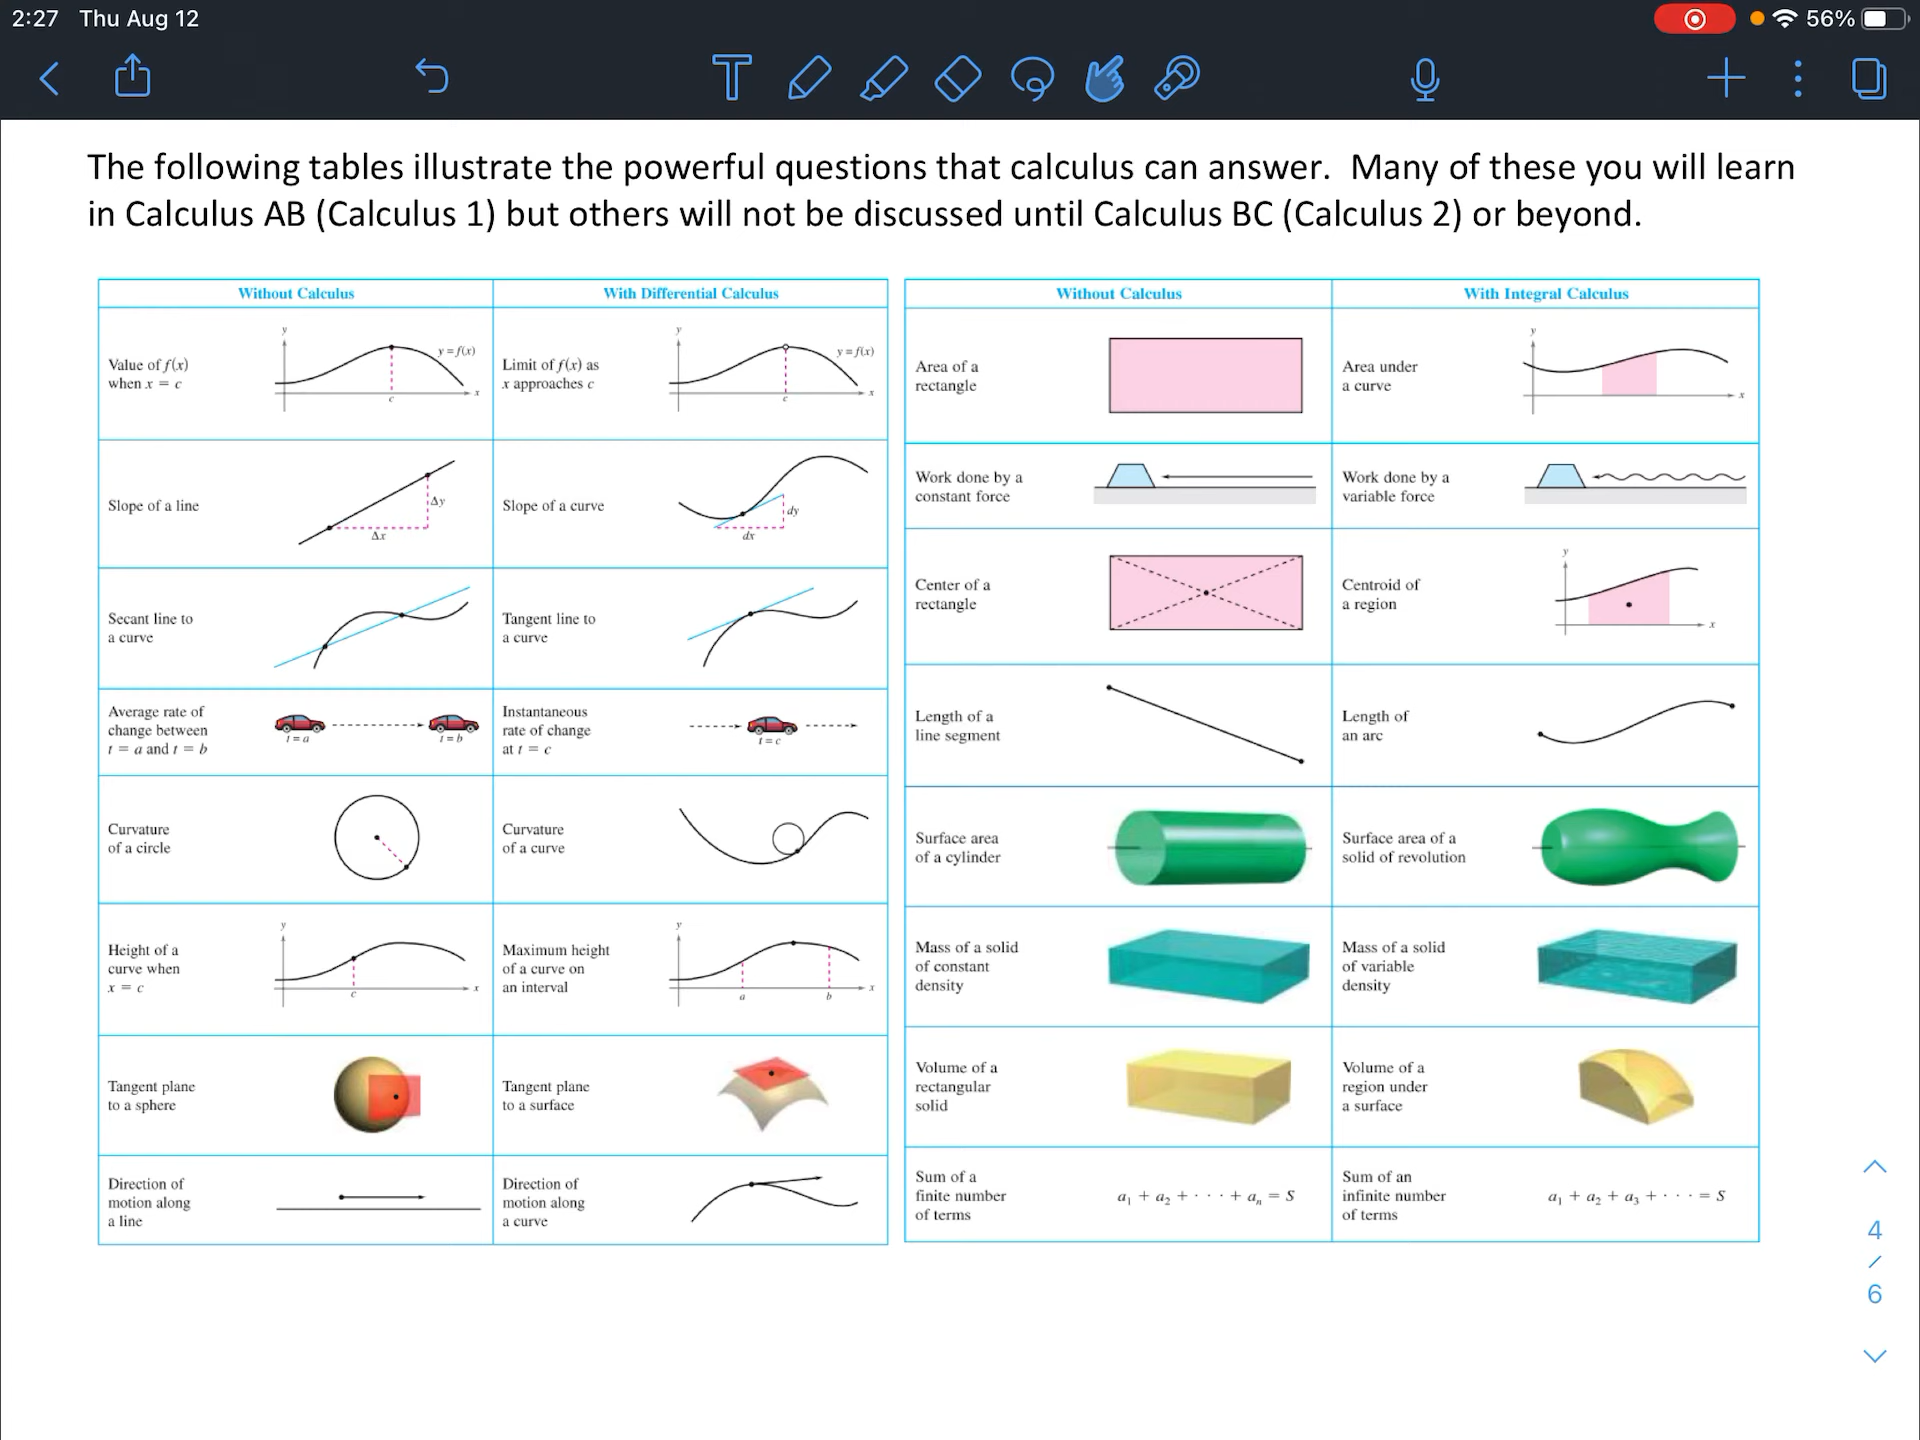 2:27 Thu Aug 12
56%
The following tables illustrate the powerful questions that calculus can answer. Many of these you will learn
in Calculus AB (Calculus 1) but others will not be discussed until Calculus BC (Calculus 2) or beyond.
Without Calculus
With Differential Calculus
Value of f(x)
when x = c
y
y = f(x)
c
x
Limit of f(x) as
x approaches c
y
y = f(x)
c
x
Slope of a line
Δy
Δx
Slope of a curve
dy
dx
Secant line to
a curve
Tangent line to
a curve
Average rate of
change between
t = a and t = b
t = a
t = b
Instantaneous
rate of change
at t = c
t = c
Curvature
of a circle
Curvature
of a curve
Height of a
curve when
x = c
y
c
x
Maximum height
of a curve on
an interval
y
a
b
x
Tangent plane
to a sphere
Tangent plane
to a surface
Direction of
motion along
a line
Direction of
motion along
a curve
Without Calculus
With Integral Calculus
Area of a
rectangle
Area under
a curve
y
x
Work done by a
constant force
Work done by a
variable force
Center of a
rectangle
Centroid of
a region
y
x
Length of a
line segment
Length of
an arc
Surface area
of a cylinder
Surface area of a
solid of revolution
Mass of a solid
of constant
density
Mass of a solid
of variable
density
Volume of a
rectangular
solid
Volume of a
region under
a surface
Sum of a
finite number
of terms
a₁ + a₂ + · · · + aₙ = S
Sum of an
infinite number
of terms
a₁ + a₂ + a₃ + · · · = S
4
/
6